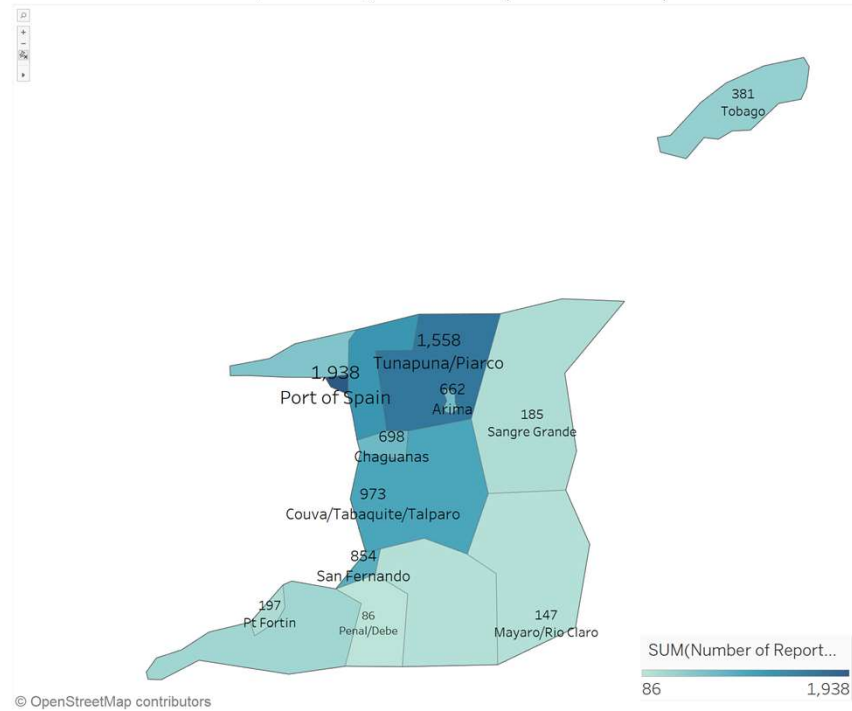 381
Tobago
1,558
Tunapuna/Piarco
1,938
Port of Spain
662
Arima
185
Sangre Grande
698
Chaguanas
973
Couva/Tabaquite/Talparo
854
San Fernando
197
Pt Fortin
86
Penal/Debe
147
Mayaro/Rio Claro
SUM(Number of Report...
86 1,938
© OpenStreetMap contributors